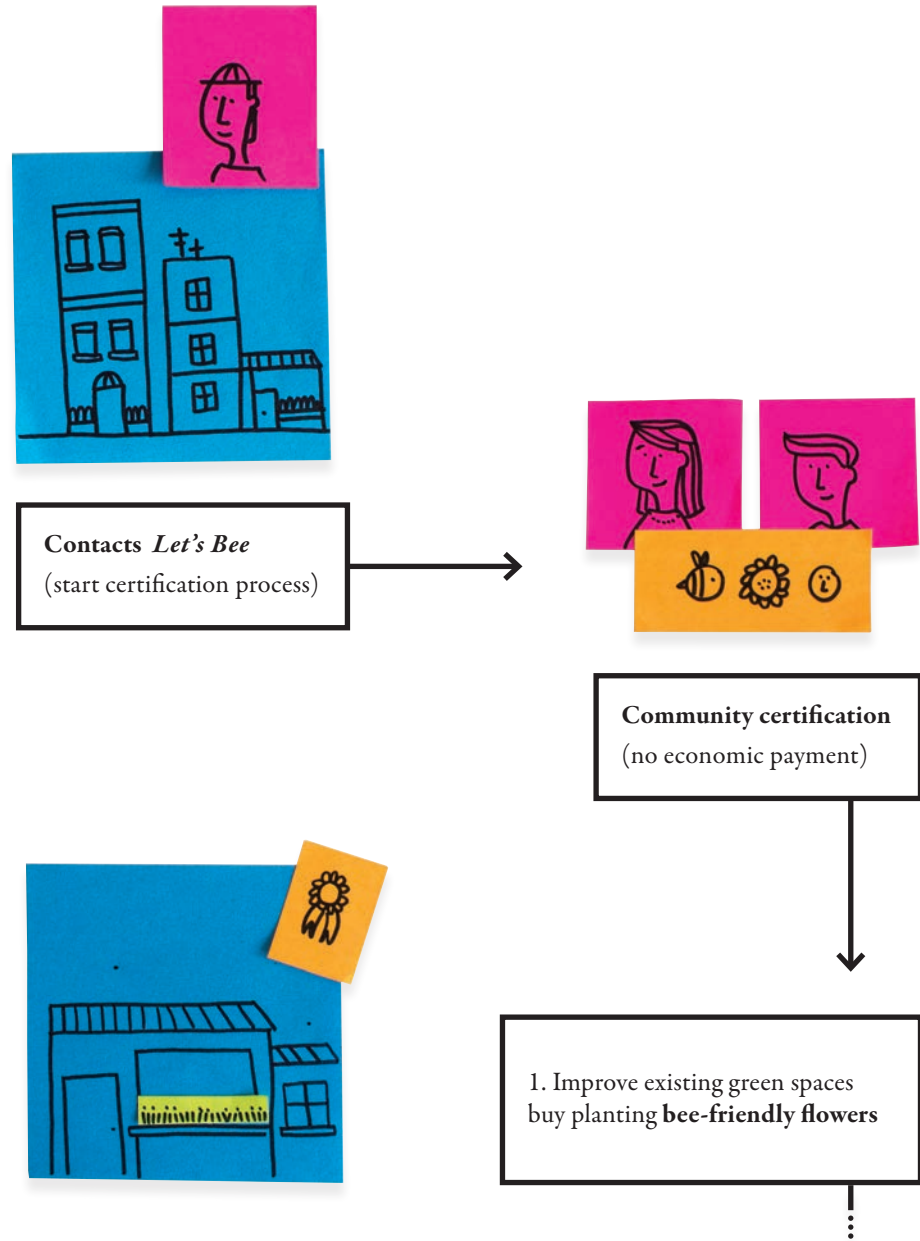 Contacts Let's Bee
(start certification process)
Community certification
(no economic payment)
1. Improve existing green spaces
buy planting bee-friendly flowers